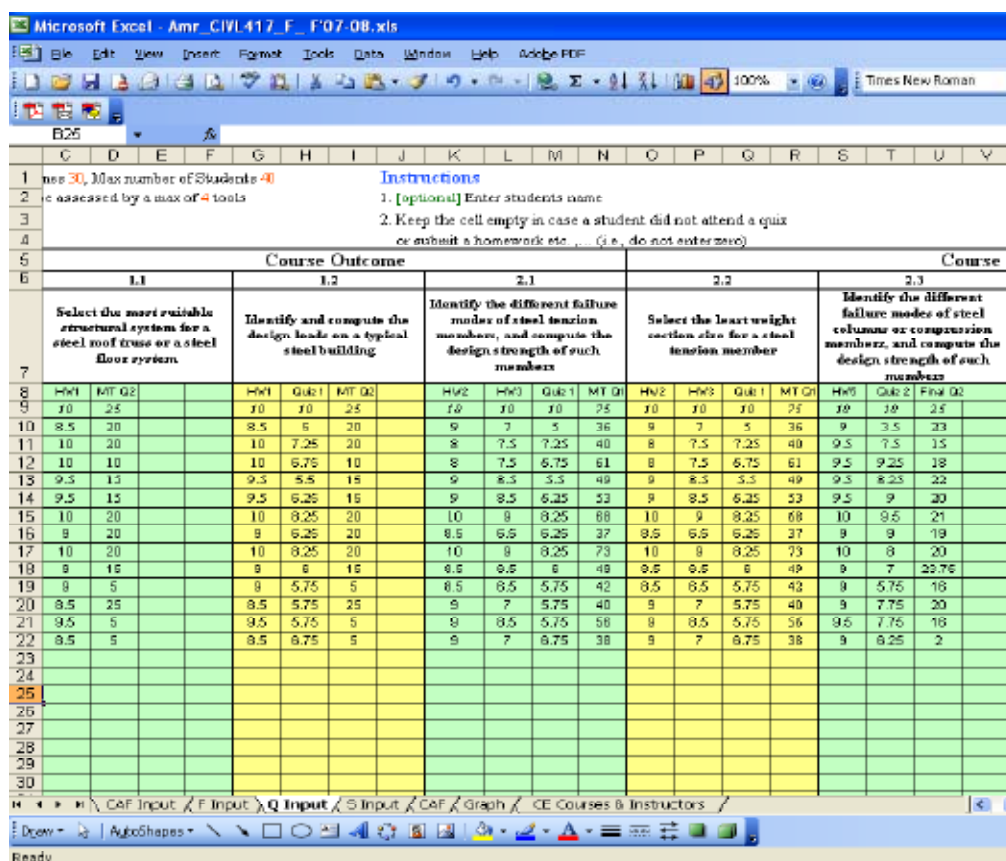 Microsoft Excel - Amr_CIVL417_F_ F'07-08.xls
File Edit View Insert Format Tools Data Window Help Adobe PDF
100% Times New Roman
B25 fx
C D E F G H I J K L M N O P Q R S T U V
1 30, Max number of Students 40 Instructions
2 assessed by a max of 4 tools 1. [optional] Enter students name
3 2. Keep the cell empty in case a student did not attend a quiz
4 or submit a homework etc. ,... (i.e., do not enter zero)
5 Course Outcome Course
6 1.1 1.2 2.1 2.2 2.3
7 Select the most suitable structural system for a steel roof truss or a steel floor system
Identify and compute the design loads on a typical steel building
Identify the different failure modes of steel tension members, and compute the design strength of such members
Select the least weight section size for a steel tension member
Identify the different failure modes of steel columns or compression members, and compute the design strength of such members
8 HW1 MT Q2 HW1 Quiz 1 MT Q2 HW2 HW3 Quiz 1 MT Q1 HW2 HW3 Quiz 1 MT Q1 HW5 Quiz 2 Final Q2
9 10 25 10 10 25 10 10 10 75 10 10 10 75 10 10 25
10 8.5 20 8.5 20 9 7 5 36 9 7 5 36 9 3.5 23
11 10 20 10 7.25 20 8 7.5 7.25 40 8 7.5 7.25 40 9.5 7.5 15
12 10 10 10 6.75 10 8 7.5 6.75 61 8 7.5 6.75 61 9.5 9.25 18
13 9.5 15 9.5 5.5 15 9 8.5 5.5 49 9 8.5 5.5 49 9.5 8.25 22
14 9.5 15 9.5 6.25 15 9 8.5 6.25 53 9 8.5 6.25 53 9.5 9 20
15 10 20 10 8.25 20 10 9 8.25 68 10 9 8.25 68 10 9.5 21
16 9 20 9 6.25 20 8.5 6.5 6.25 37 8.5 6.5 6.25 37 9 9 19
17 10 20 10 8.25 20 10 9 8.25 73 10 9 8.25 73 10 8 20
18 9 15 9 15 8.5 8.5 49 8.5 8.5 49 9 7 23.75
19 9 5 9 5.75 5 8.5 6.5 5.75 42 8.5 6.5 5.75 42 9 5.75 16
20 8.5 25 8.5 5.75 25 9 7 5.75 40 9 7 5.75 40 9 7.75 20
21 9.5 5 9.5 5.75 5 9 8.5 5.75 56 9 8.5 5.75 56 9.5 7.75 16
22 8.5 5 8.5 6.75 5 9 7 6.75 38 9 7 6.75 38 9 6.25 2
23
24
25
26
27
28
29
30
CAF Input F Input Q Input S Input CAF Graph CE Courses & Instructors
Draw AutoShapes
Ready